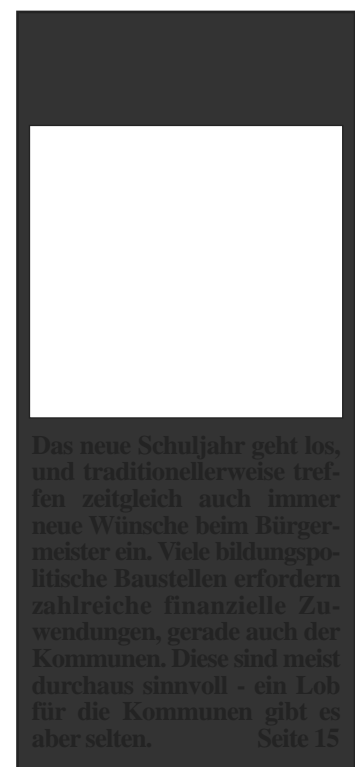 Das neue Schuljahr geht los,
und traditionellerweise tref-
fen zeitgleich auch immer
neue Wünsche beim Bürger-
meister ein. Viele bildungspo-
litische Baustellen erfordern
zahlreiche finanzielle Zu-
wendungen, gerade auch der
Kommunen. Diese sind meist
durchaus sinnvoll - ein Lob
für die Kommunen gibt es
aber selten. Seite 15